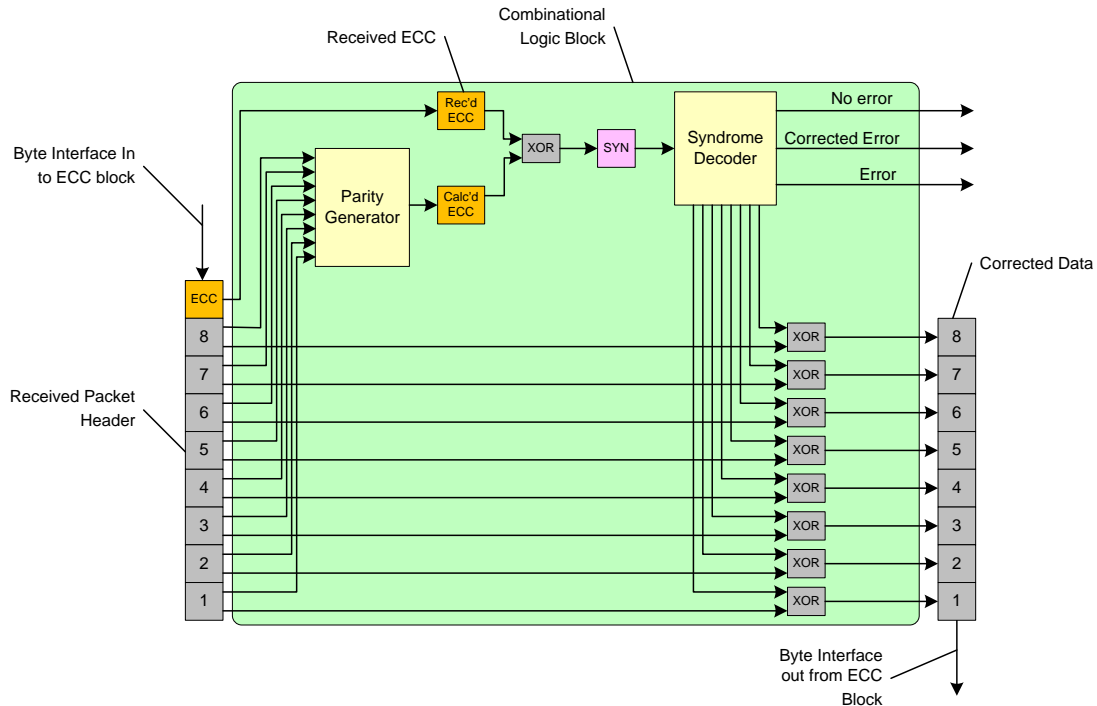 Combinational
Logic Block
Received ECC
Rec'd
ECC
No error
Byte Interface In
to ECC block
XOR
SYN
Syndrome
Decoder
Corrected Error
Error
Parity
Generator
Calc'd
ECC
Corrected Data
ECC
8
XOR
8
7
XOR
7
Received Packet
Header
6
XOR
6
5
XOR
5
4
XOR
4
3
XOR
3
2
XOR
2
1
XOR
1
Byte Interface
out from ECC
Block